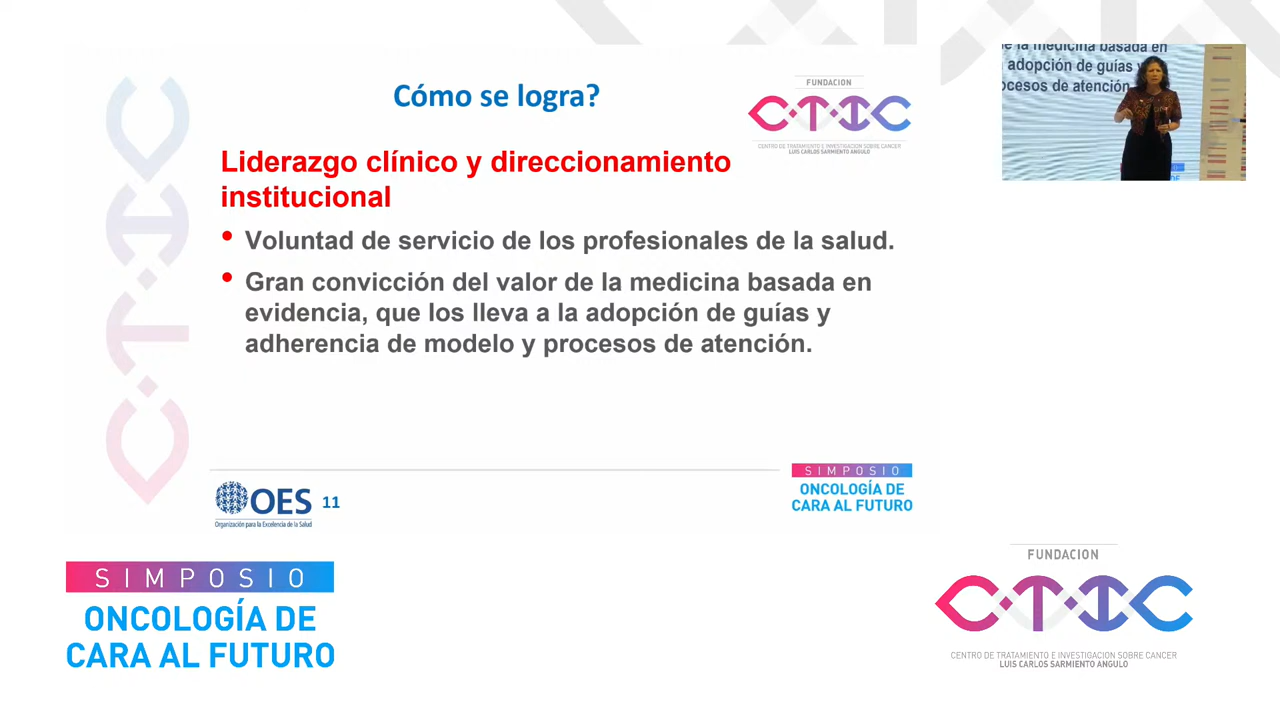 Cómo se logra?
FUNDACION
CTIC
CENTRO DE TRATAMIENTO E INVESTIGACION SOBRE CANCER
LUIS CARLOS SARMIENTO ANGULO
Liderazgo clínico y direccionamiento
institucional
• Voluntad de servicio de los profesionales de la salud.
• Gran convicción del valor de la medicina basada en
evidencia, que los lleva a la adopción de guías y
adherencia de modelo y procesos de atención.
CTIC
OES
Organización para la Excelencia de la Salud
11
SIMPOSIO
ONCOLOGÍA DE
CARA AL FUTURO
la medicina basada en
adopción de guías y
ocesos de atención
SIMPOSIO
ONCOLOGÍA DE
CARA AL FUTURO
FUNDACION
CTIC
CENTRO DE TRATAMIENTO E INVESTIGACION SOBRE CANCER
LUIS CARLOS SARMIENTO ANGULO